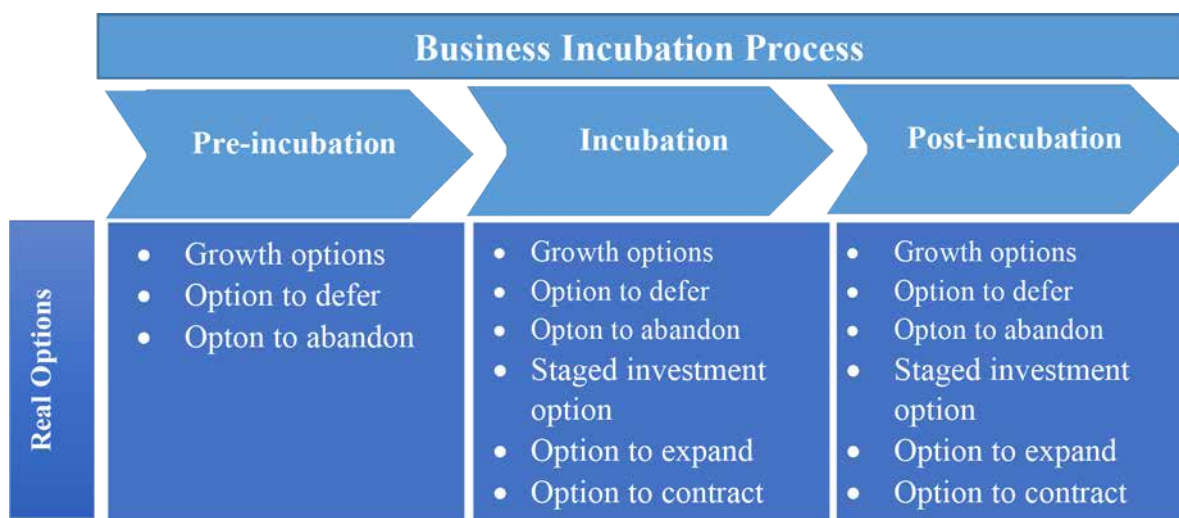 Business Incubation Process
Pre-incubation
Incubation
Post-incubation
Real Options
• Growth options
• Option to defer
• Opton to abandon
• Growth options
• Option to defer
• Opton to abandon
• Staged investment
option
• Option to expand
• Option to contract
• Growth options
• Option to defer
• Opton to abandon
• Staged investment
option
• Option to expand
• Option to contract